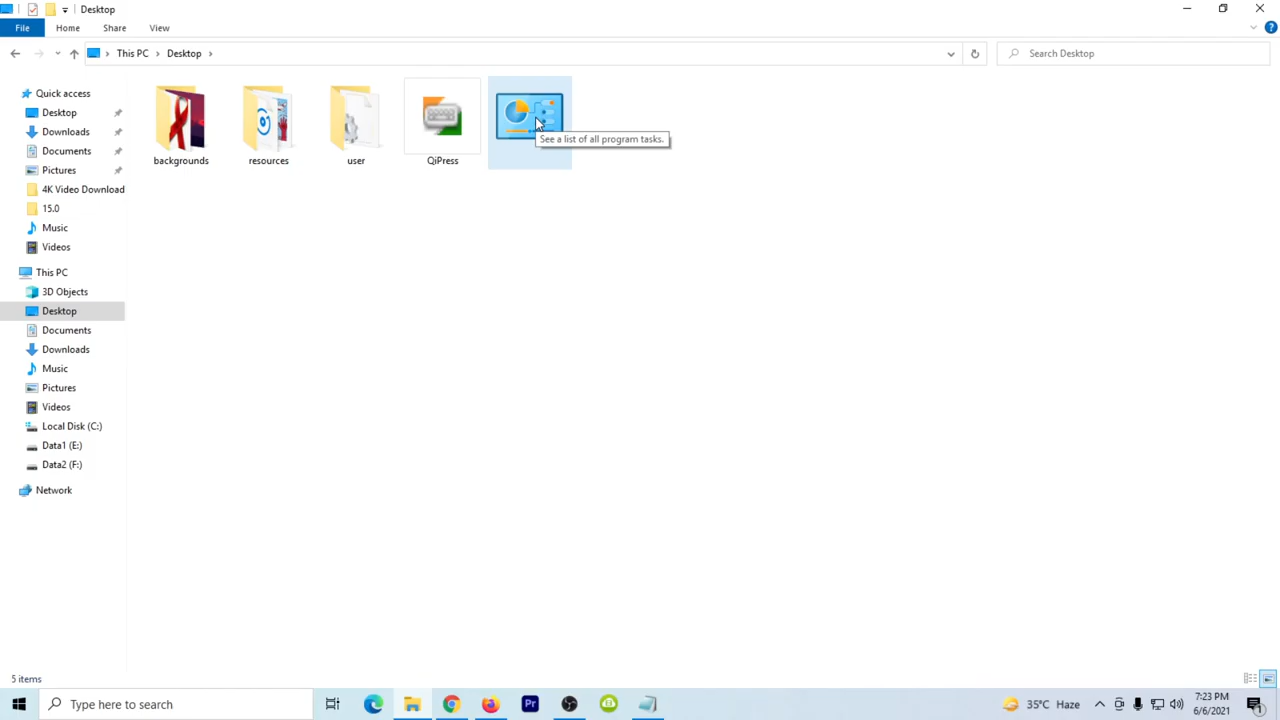 Desktop
File
Home
Share
View
This PC
Desktop
Search Desktop
Quick access
Desktop
Downloads
Documents
Pictures
4K Video Download
15.0
Music
Videos
This PC
3D Objects
Desktop
Documents
Downloads
Music
Pictures
Videos
Local Disk (C:)
Data1 (E:)
Data2 (F:)
Network
backgrounds
resources
user
QiPress
See a list of all program tasks.
5 items
Type here to search
Pr
35°C Haze
7:23 PM
6/6/2021
1